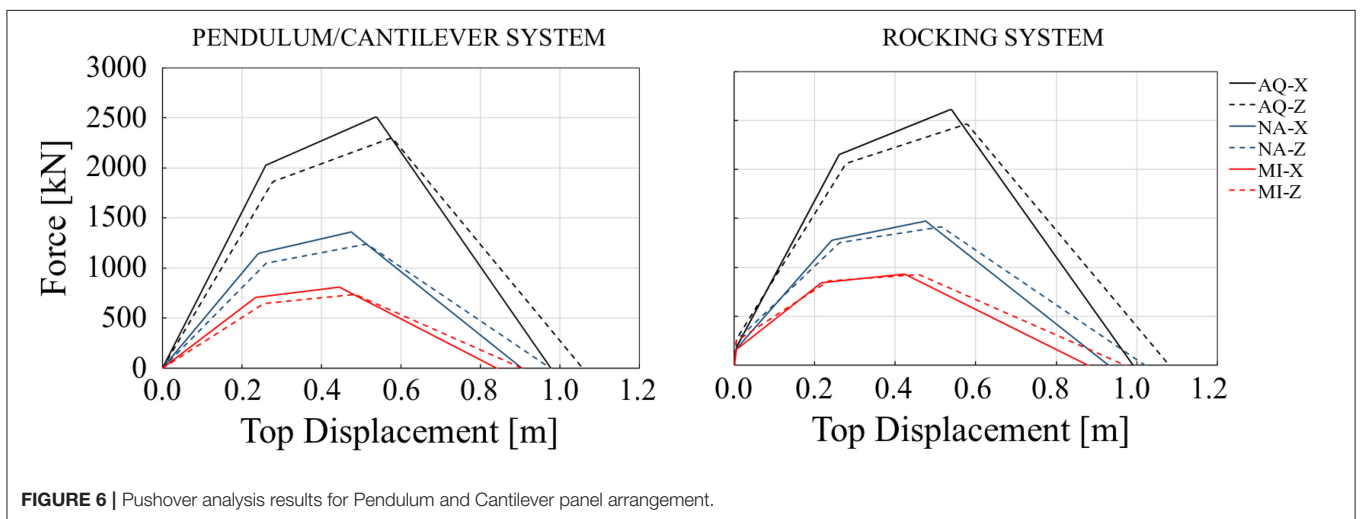 PENDULUM/CANTILEVER SYSTEM
ROCKING SYSTEM
3000
2500
2000
1500
1000
500
0
Force [kN]
0.0 0.2 0.4 0.6 0.8 1.0 1.2
Top Displacement [m]
0.0 0.2 0.4 0.6 0.8 1.0 1.2
Top Displacement [m]
AQ-X
AQ-Z
NA-X
NA-Z
MI-X
MI-Z
FIGURE 6 | Pushover analysis results for Pendulum and Cantilever panel arrangement.